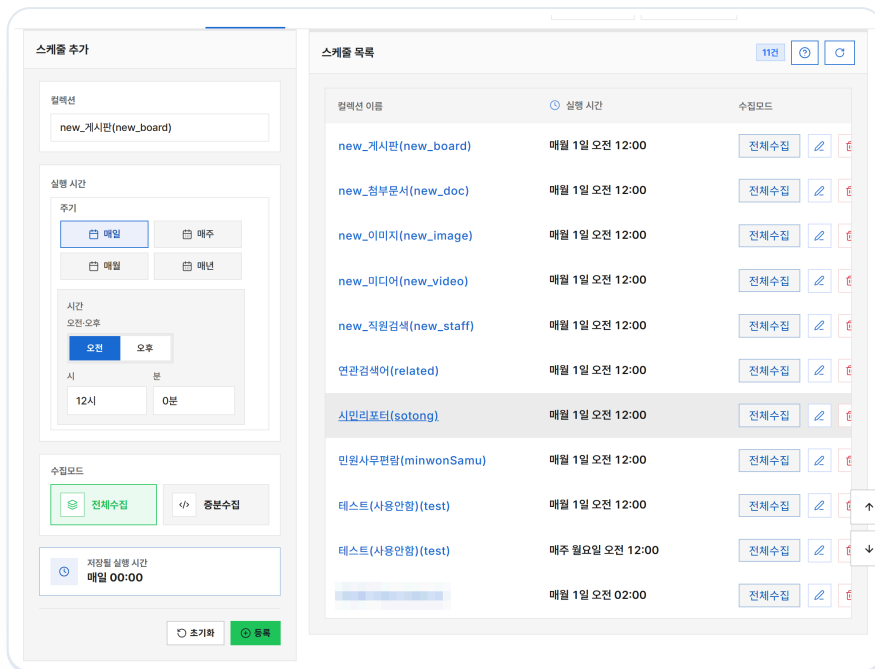 스케줄 추가
컬렉션
new_게시판(new_board)
실행 시간
주기
매일
매주
매월
매년
시간
오전·오후
오전
오후
시
분
12시
0분
수집모드
전체수집
증분수집
저장될 실행 시간
매일 00:00
초기화
등록
스케줄 목록
11건
컬렉션 이름 실행 시간 수집모드
new_게시판(new_board) 매월 1일 오전 12:00 전체수집
new_첨부문서(new_doc) 매월 1일 오전 12:00 전체수집
new_이미지(new_image) 매월 1일 오전 12:00 전체수집
new_미디어(new_video) 매월 1일 오전 12:00 전체수집
new_직원검색(new_staff) 매월 1일 오전 12:00 전체수집
연관검색어(related) 매월 1일 오전 12:00 전체수집
시민리포터(sotong) 매월 1일 오전 12:00 전체수집
민원사무편람(minwonSamu) 매월 1일 오전 12:00 전체수집
테스트(사용안함)(test) 매월 1일 오전 12:00 전체수집
테스트(사용안함)(test) 매주 월요일 오전 12:00 전체수집
매월 1일 오전 02:00 전체수집